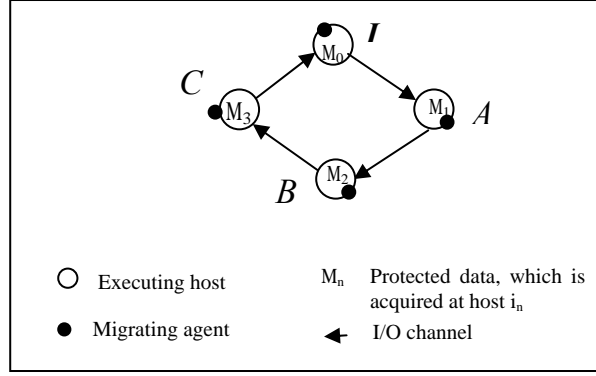 I
M₀
C
M₃
M₁
A
M₂
B
Executing host
Mₙ Protected data, which is
acquired at host iₙ
Migrating agent
I/O channel